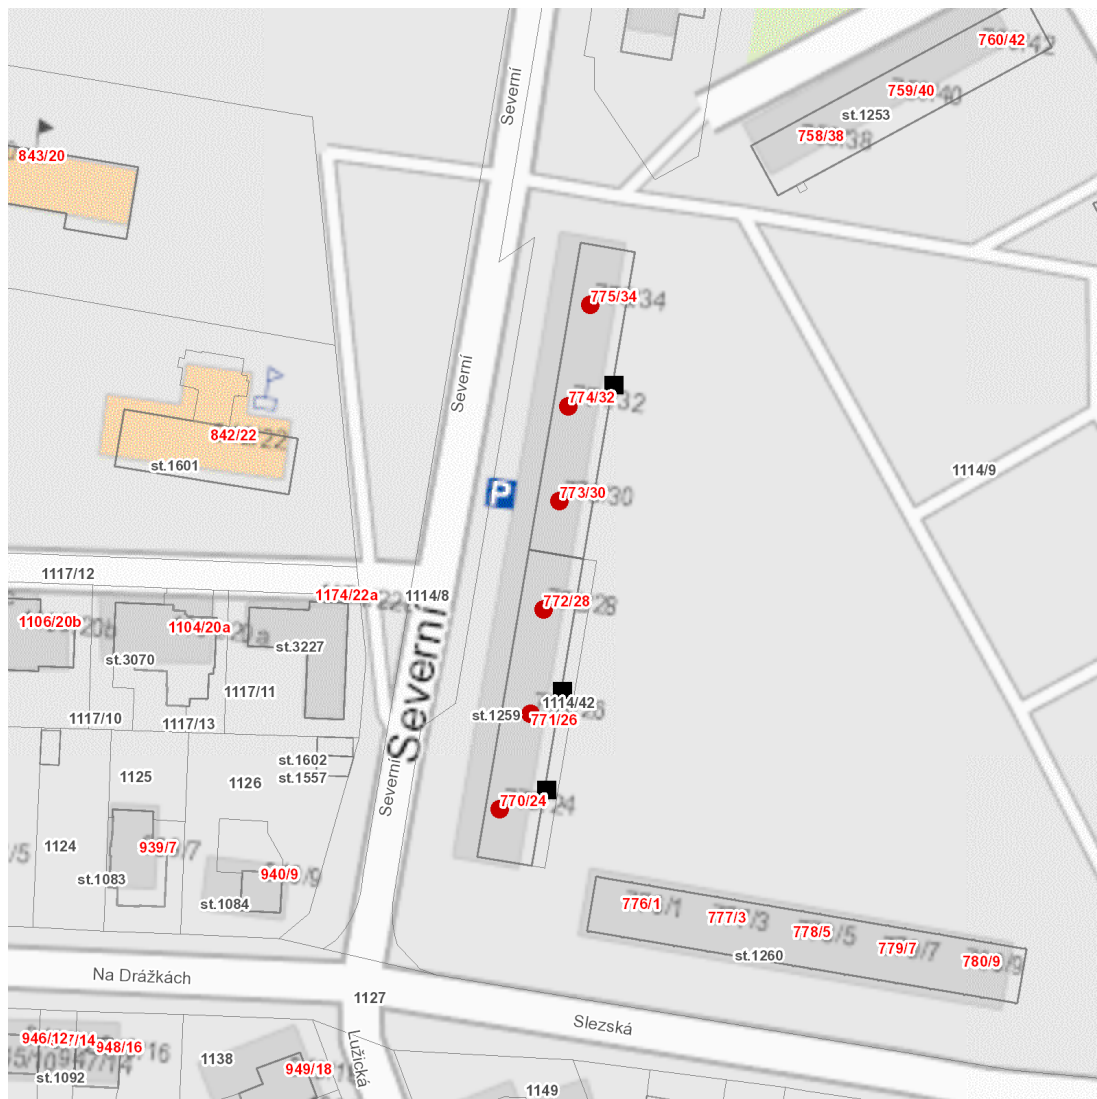 760/42
759/40
st.1253
758/38
Severní
843/20
775/34
Severní
774/32
842/22
st.1601
1114/9
P
773/30
1117/12
1174/22a
1114/8
772/28
1106/20b
1104/20a
st.3227
st.3070
1117/11
Severní
1114/42
st.1259
771/26
1117/10
1117/13
st.1602
st.1557
1125
1126
Severní
770/24
1124
939/7
/5
st.1083
940/9
st.1084
776/1
777/3
778/5
779/7
780/9
st.1260
Na Drážkách
1127
Slezská
948/16
1138
Lužická
949/18
st.1092
1149